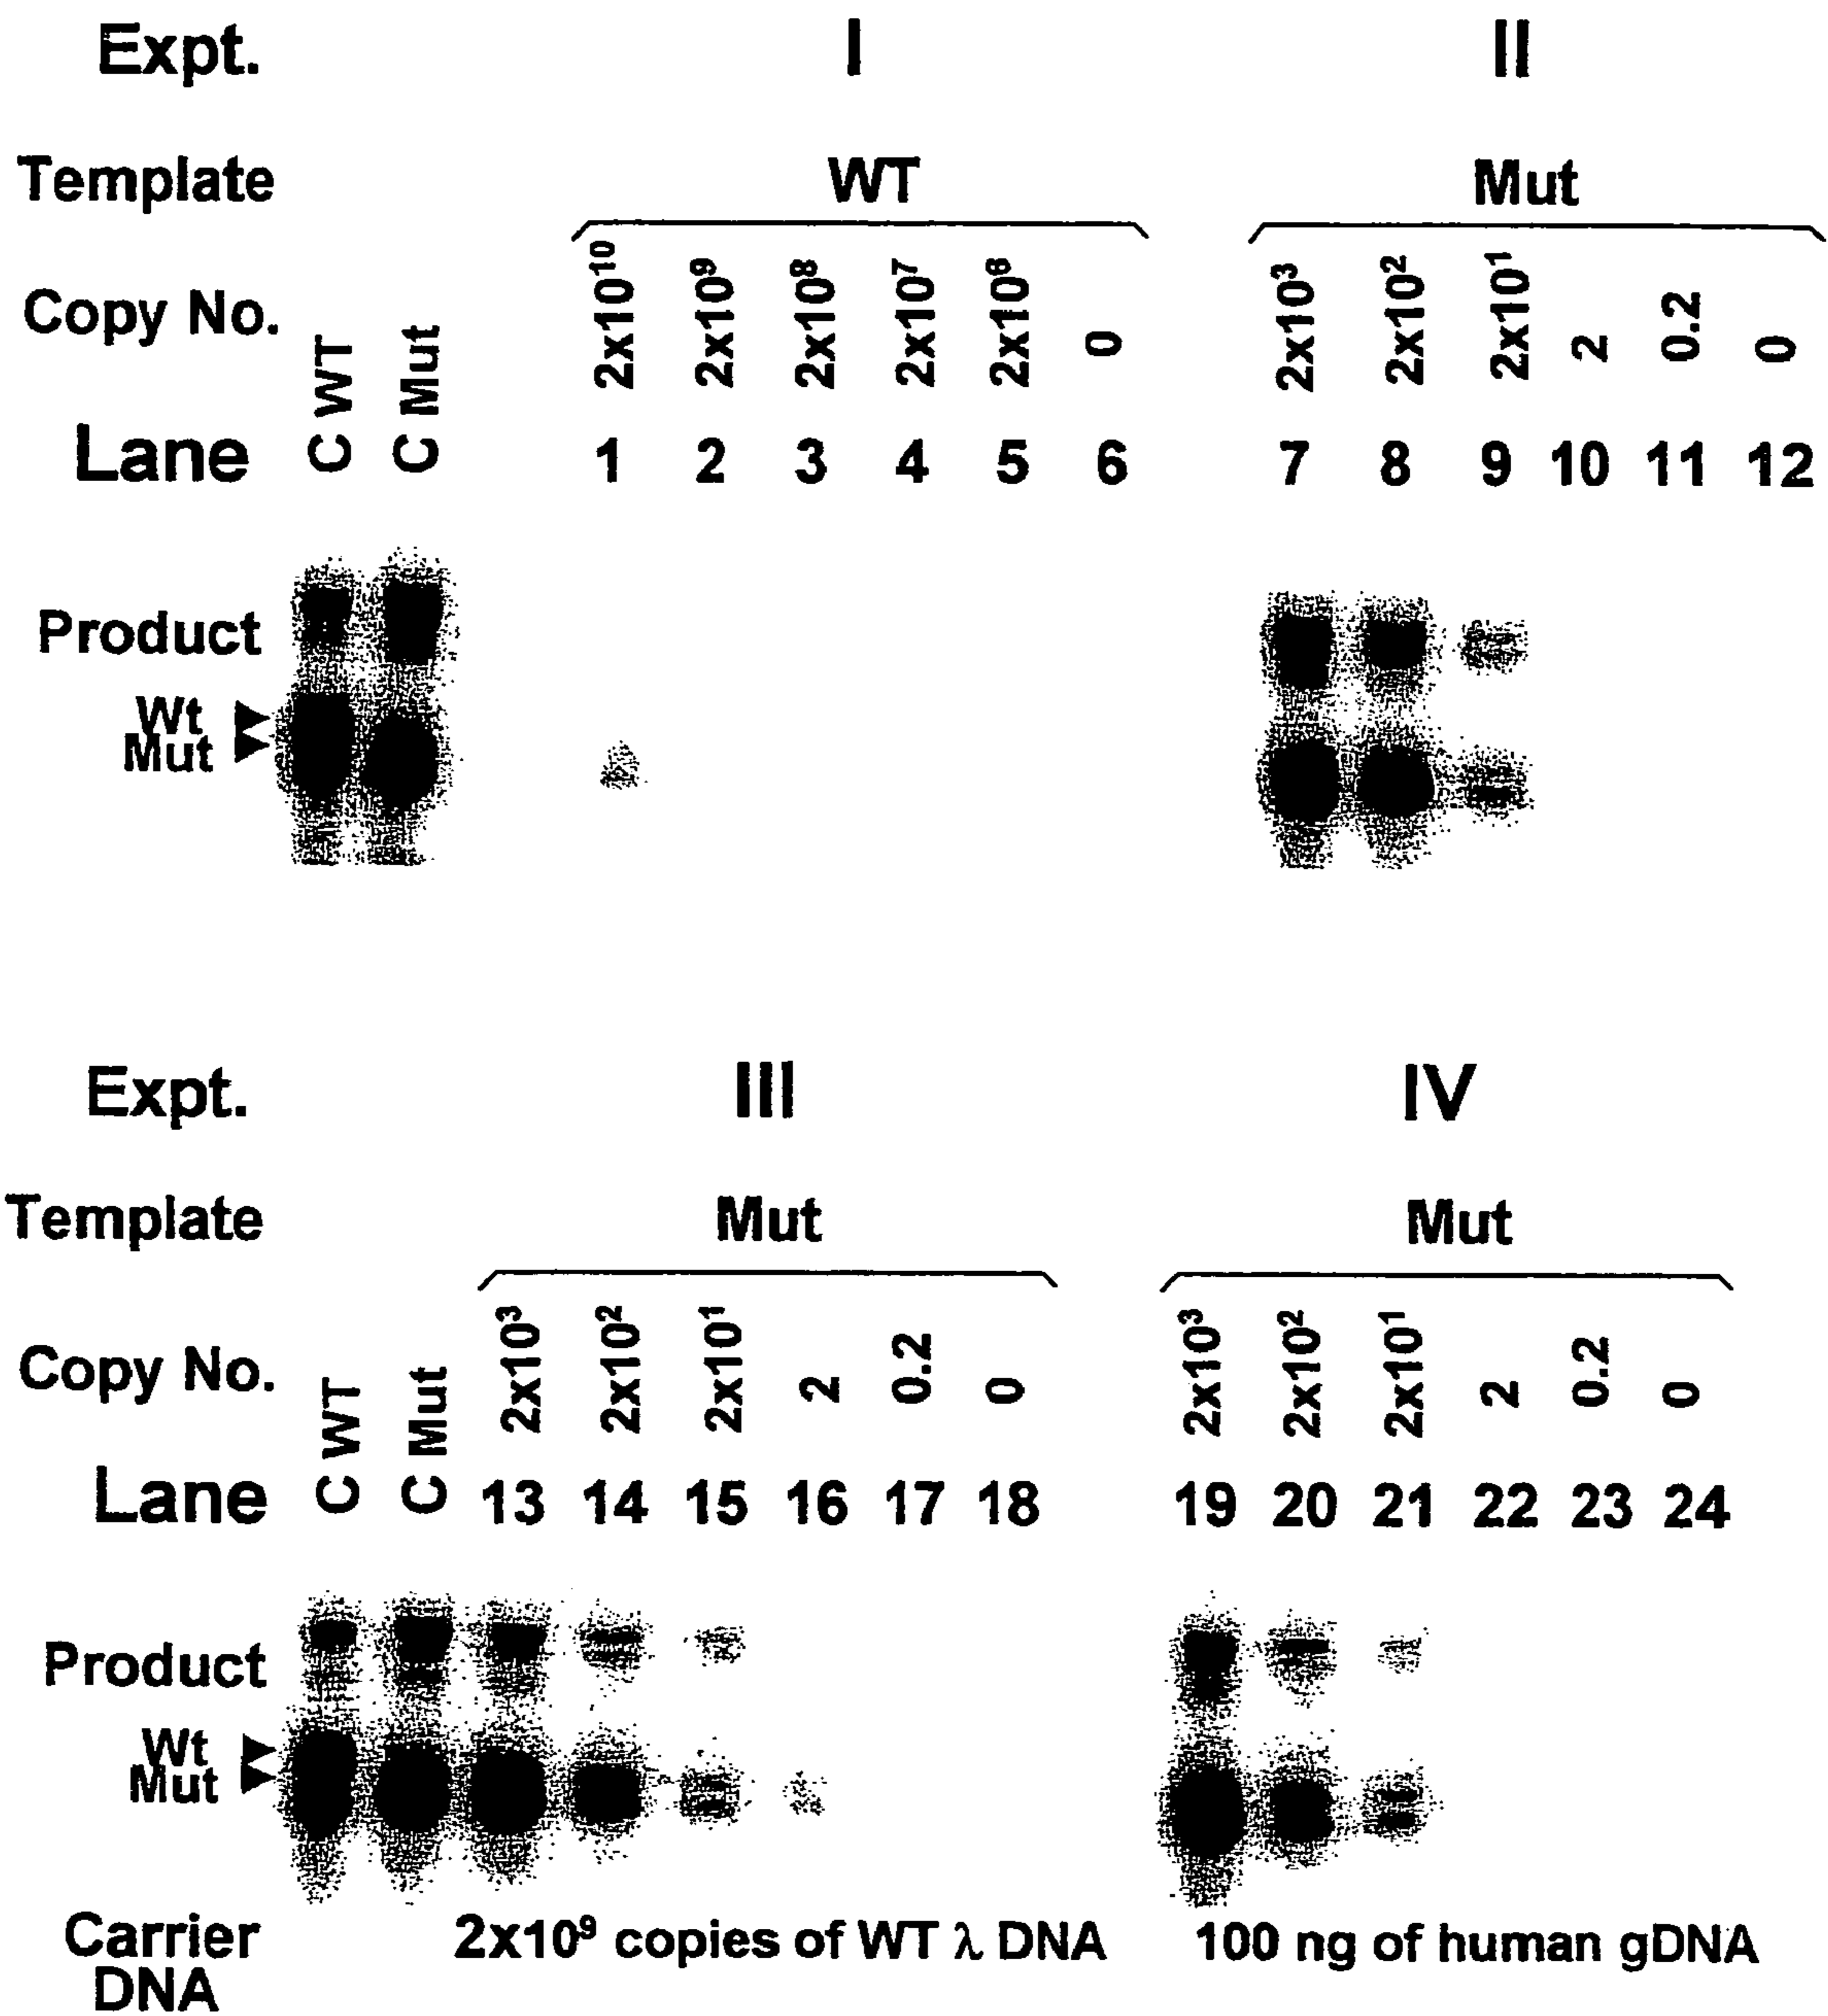 Expt. I II
Template WT Mut
Copy No. 2x10¹⁰ 2x10⁹ 2x10⁸ 2x10⁷ 2x10⁸ 0 2x10³ 2x10² 2x10¹ 2 0.2 0
Lane C WT C Mut 1 2 3 4 5 6 7 8 9 10 11 12
Product
Wt
Mut
Expt. III IV
Template Mut Mut
Copy No. 2x10³ 2x10² 2x10¹ 2 0.2 0 2x10³ 2x10² 2x10¹ 2 0.2 0
Lane C WT C Mut 13 14 15 16 17 18 19 20 21 22 23 24
Product
Wt
Mut
Carrier 2x10⁹ copies of WT λ DNA 100 ng of human gDNA
DNA